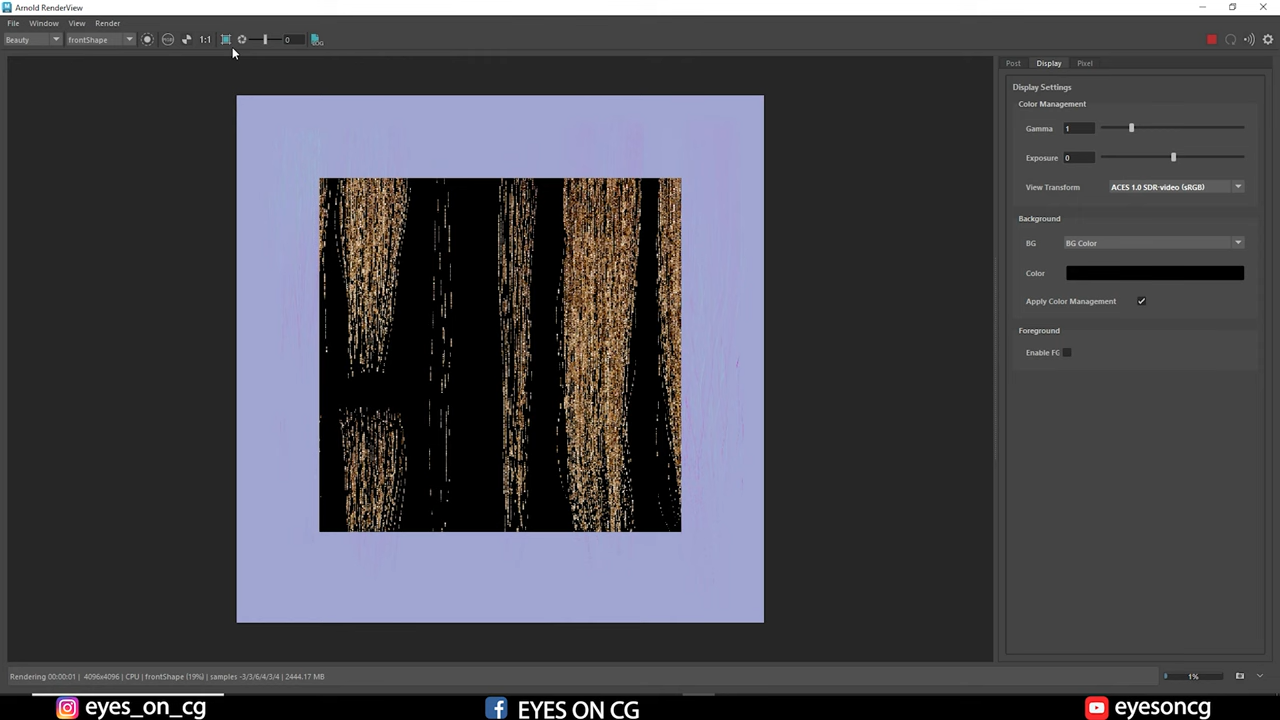 Arnold RenderView
File Window View Render
Beauty frontShape 1:1 0
Post Display Pixel
Display Settings
Color Management
Gamma 1
Exposure 0
View Transform ACES 1.0 SDR-video (sRGB)
Background
BG BG Color
Color
Apply Color Management
Foreground
Enable FG
Rendering 00:00:01 | 4096x4096 | CPU | frontShape (19%) | samples -3/3/6/4/3/4 | 2444.17 MB
1%
eyes_on_cg EYES ON CG eyesoncg